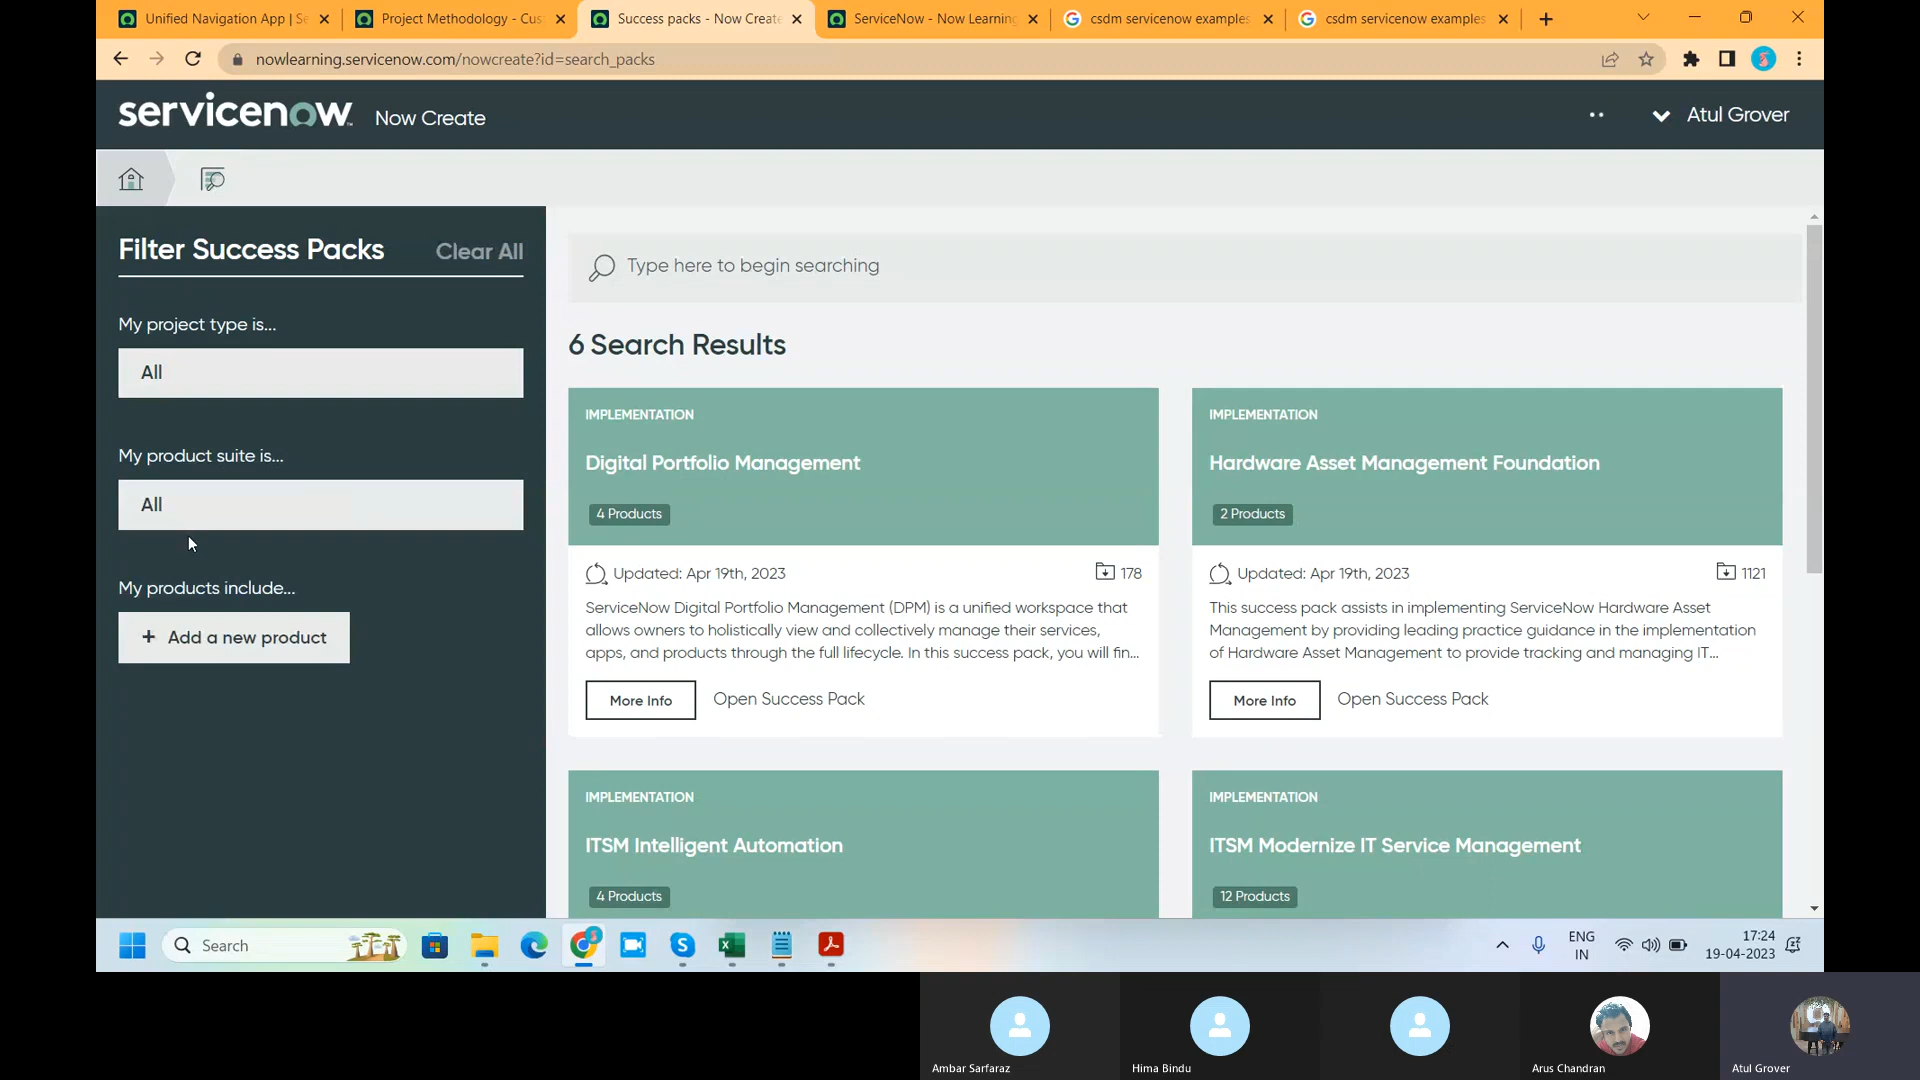 Unified Navigation App | Se
Project Methodology - Cus
Success packs - Now Create
ServiceNow - Now Learning
csdm servicenow examples
csdm servicenow examples
nowlearning.servicenow.com/nowcreate?id=search_packs
servicenow
Now Create
Atul Grover
Filter Success Packs
Clear All
My project type is...
All
My product suite is...
All
My products include...
+ Add a new product
Type here to begin searching
6 Search Results
IMPLEMENTATION
Digital Portfolio Management
4 Products
Updated: Apr 19th, 2023
178
ServiceNow Digital Portfolio Management (DPM) is a unified workspace that
allows owners to holistically view and collectively manage their services,
apps, and products through the full lifecycle. In this success pack, you will fin...
More Info
Open Success Pack
IMPLEMENTATION
Hardware Asset Management Foundation
2 Products
Updated: Apr 19th, 2023
1121
This success pack assists in implementing ServiceNow Hardware Asset
Management by providing leading practice guidance in the implementation
of Hardware Asset Management to provide tracking and managing IT...
More Info
Open Success Pack
IMPLEMENTATION
ITSM Intelligent Automation
4 Products
IMPLEMENTATION
ITSM Modernize IT Service Management
12 Products
Search
ENG
IN
17:24
19-04-2023
Ambar Sarfaraz
Hima Bindu
Arus Chandran
Atul Grover